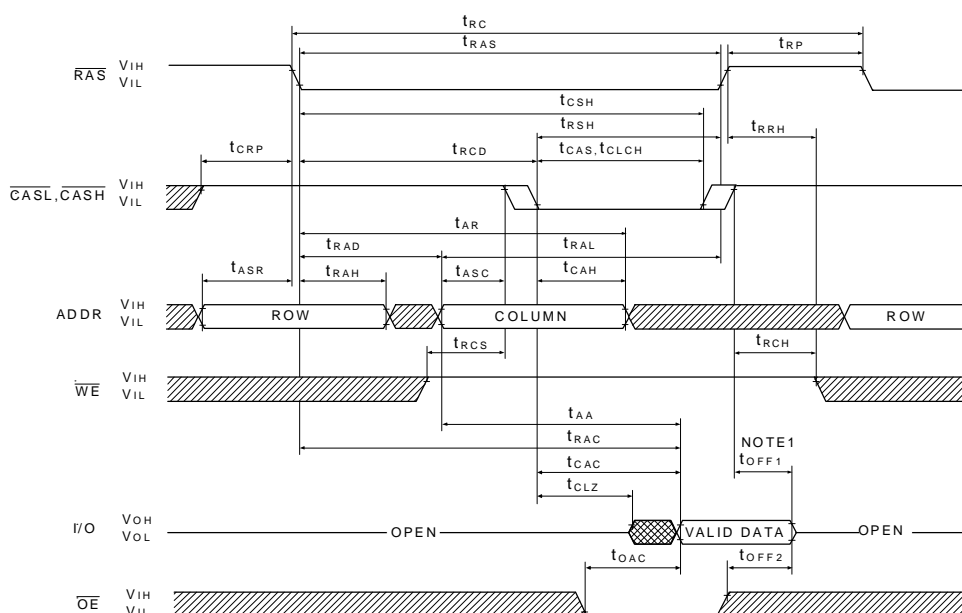 tRC
tRAS
tRP
RAS
VIH
VIL
tCSH
tRSH
tRRH
tCRP
tRCD
tCAS,tCLCH
CASL,CASH
VIH
VIL
tAR
tRAD
tRAL
tASR
tRAH
tASC
tCAH
ADDR
VIH
VIL
ROW
COLUMN
ROW
tRCS
tRCH
WE
VIH
VIL
tAA
tRAC
NOTE1
tCAC
tOFF1
tCLZ
I/O
VOH
VOL
OPEN
VALID DATA
OPEN
tOAC
tOFF2
OE
VIH
VIL